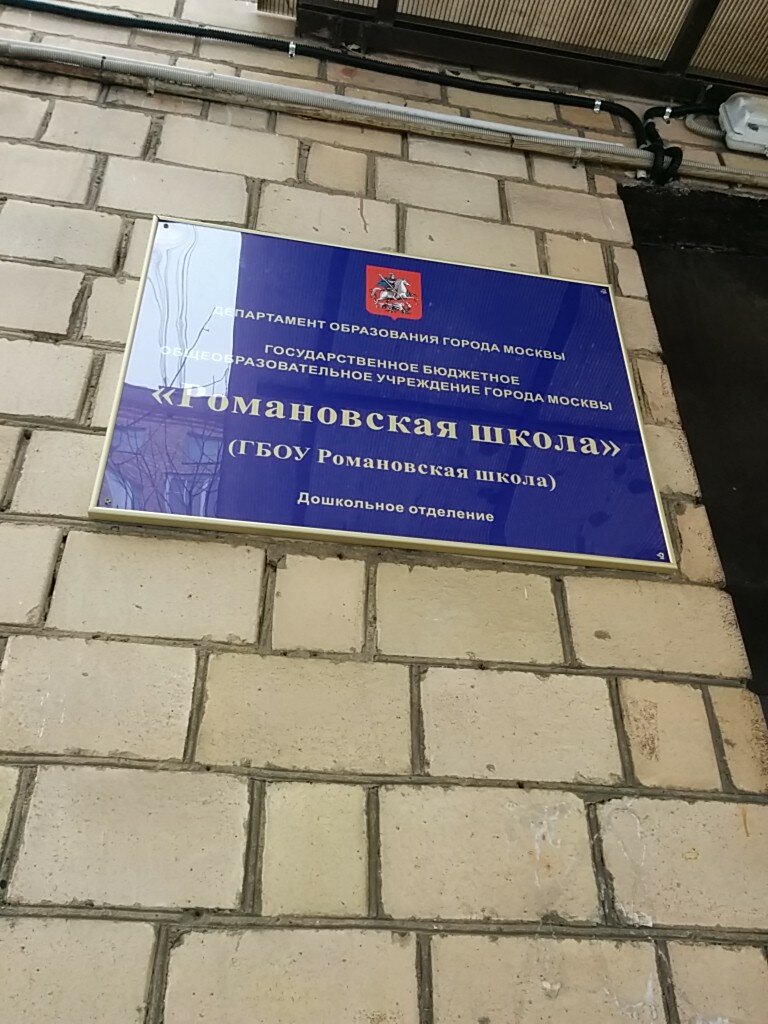 ДЕПАРТАМЕНТ ОБРАЗОВАНИЯ ГОРОДА МОСКВЫ
ГОСУДАРСТВЕННОЕ БЮДЖЕТНОЕ
ОБЩЕОБРАЗОВАТЕЛЬНОЕ УЧРЕЖДЕНИЕ ГОРОДА МОСКВЫ
«Романовская школа»
(ГБОУ Романовская школа)
Дошкольное отделение